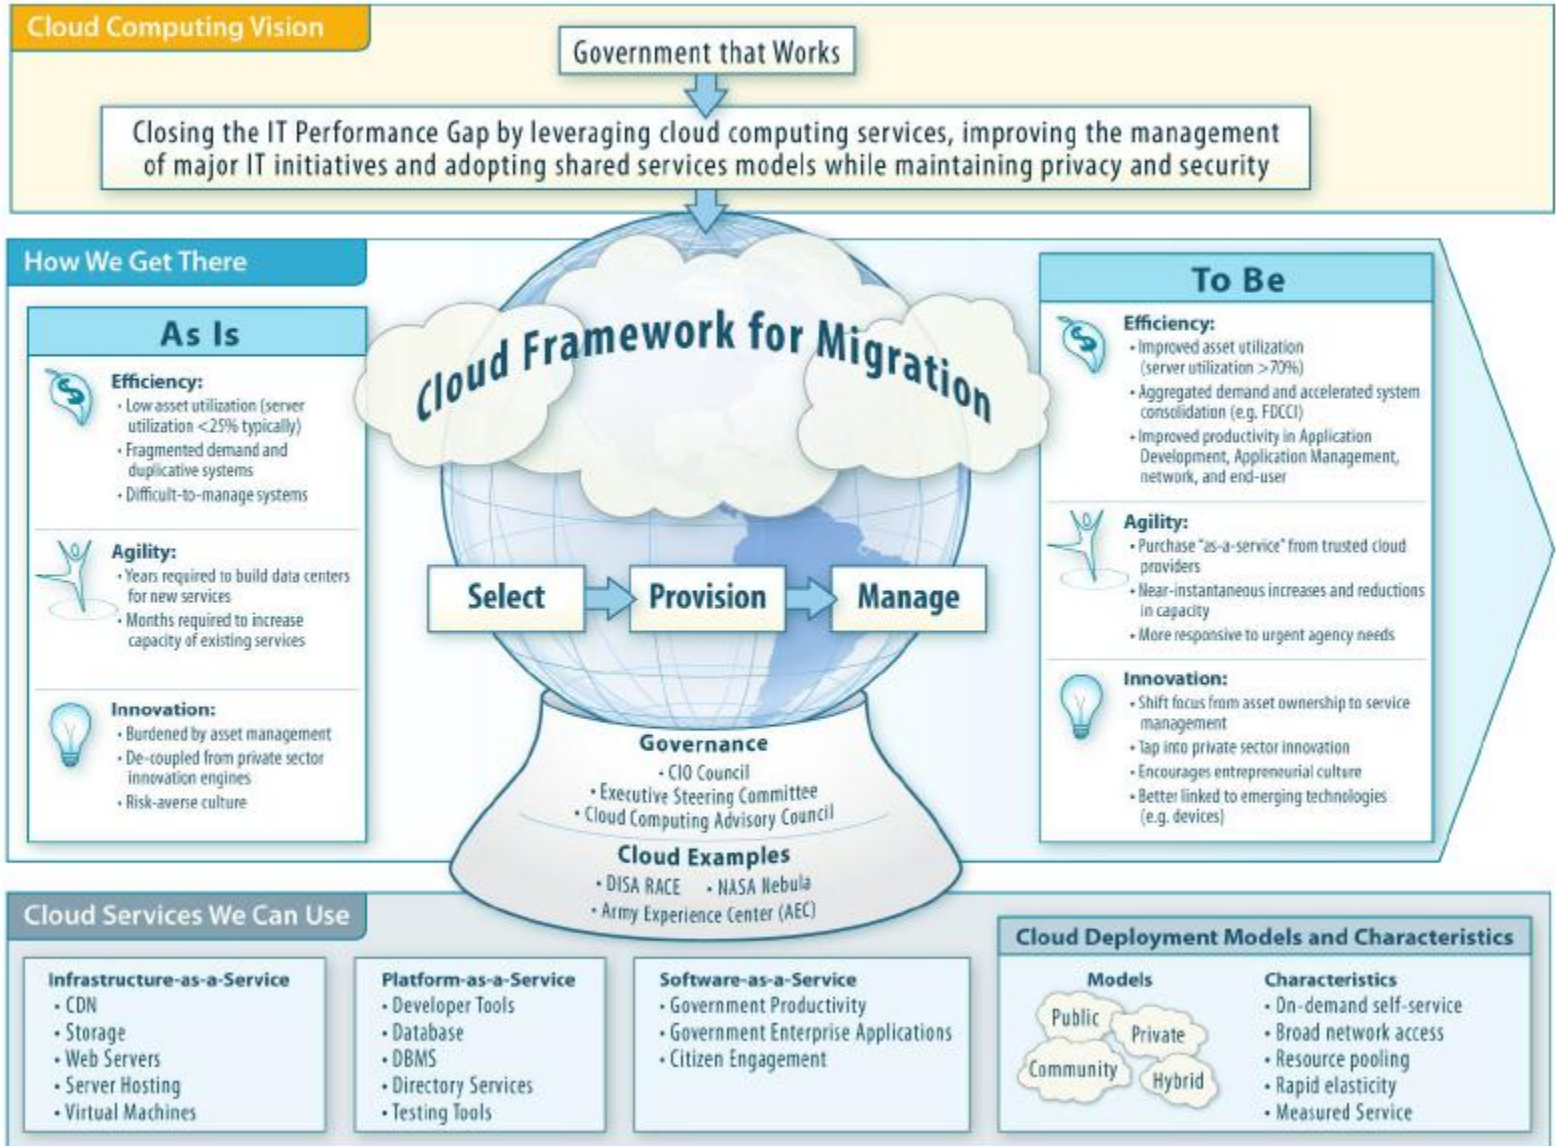 Cloud Computing Vision
Government that Works
Closing the IT Performance Gap by leveraging cloud computing services, improving the management
of major IT initiatives and adopting shared services models while maintaining privacy and security
How We Get There
As Is
Efficiency:
• Low asset utilization (server
utilization <25% typically)
• Fragmented demand and
duplicative systems
• Difficult-to-manage systems
Agility:
• Years required to build data centers
for new services
• Months required to increase
capacity of existing services
Innovation:
• Burdened by asset management
• De-coupled from private sector
innovation engines
• Risk-averse culture
Cloud Framework for Migration
Select
Provision
Manage
Governance
• CIO Council
• Executive Steering Committee
• Cloud Computing Advisory Council
Cloud Examples
• DISA RACE • NASA Nebula
• Army Experience Center (AEC)
To Be
Efficiency:
• Improved asset utilization
(server utilization >70%)
• Aggregated demand and accelerated system
consolidation (e.g. FDCCI)
• Improved productivity in Application
Development, Application Management,
network, and end-user
Agility:
• Purchase "as-a-service" from trusted cloud
providers
• Near-instantaneous increases and reductions
in capacity
• More responsive to urgent agency needs
Innovation:
• Shift focus from asset ownership to service
management
• Tap into private sector innovation
• Encourages entrepreneurial culture
• Better linked to emerging technologies
(e.g. devices)
Cloud Services We Can Use
Infrastructure-as-a-Service
• CDN
• Storage
• Web Servers
• Server Hosting
• Virtual Machines
Platform-as-a-Service
• Developer Tools
• Database
• DBMS
• Directory Services
• Testing Tools
Software-as-a-Service
• Government Productivity
• Government Enterprise Applications
• Citizen Engagement
Cloud Deployment Models and Characteristics
Models
Public
Private
Community
Hybrid
Characteristics
• On-demand self-service
• Broad network access
• Resource pooling
• Rapid elasticity
• Measured Service